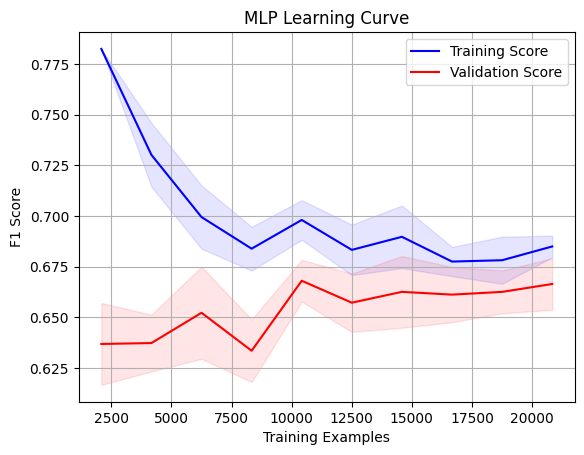 MLP Learning Curve
Training Score
Validation Score
F1 Score
0.775
0.750
0.725
0.700
0.675
0.650
0.625
2500 5000 7500 10000 12500 15000 17500 20000
Training Examples